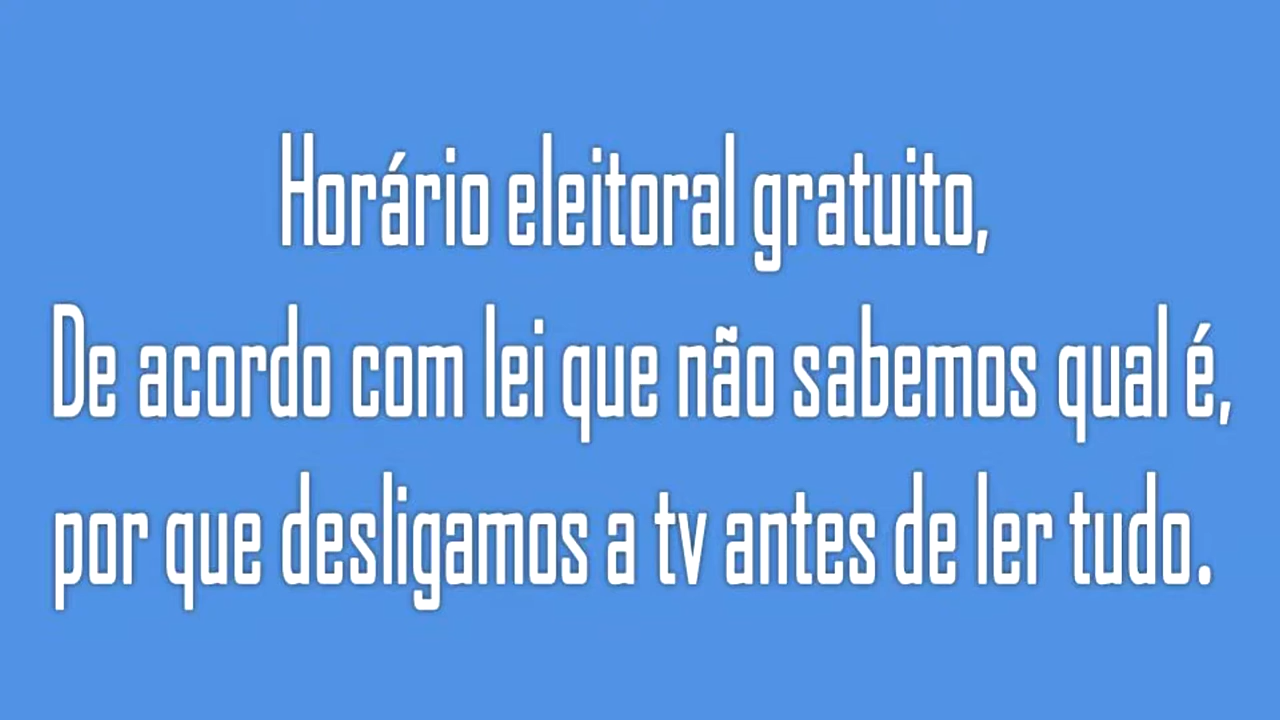 Horário eleitoral gratuito,
De acordo com lei que não sabemos qual é,
por que desligamos a tv antes de ler tudo.